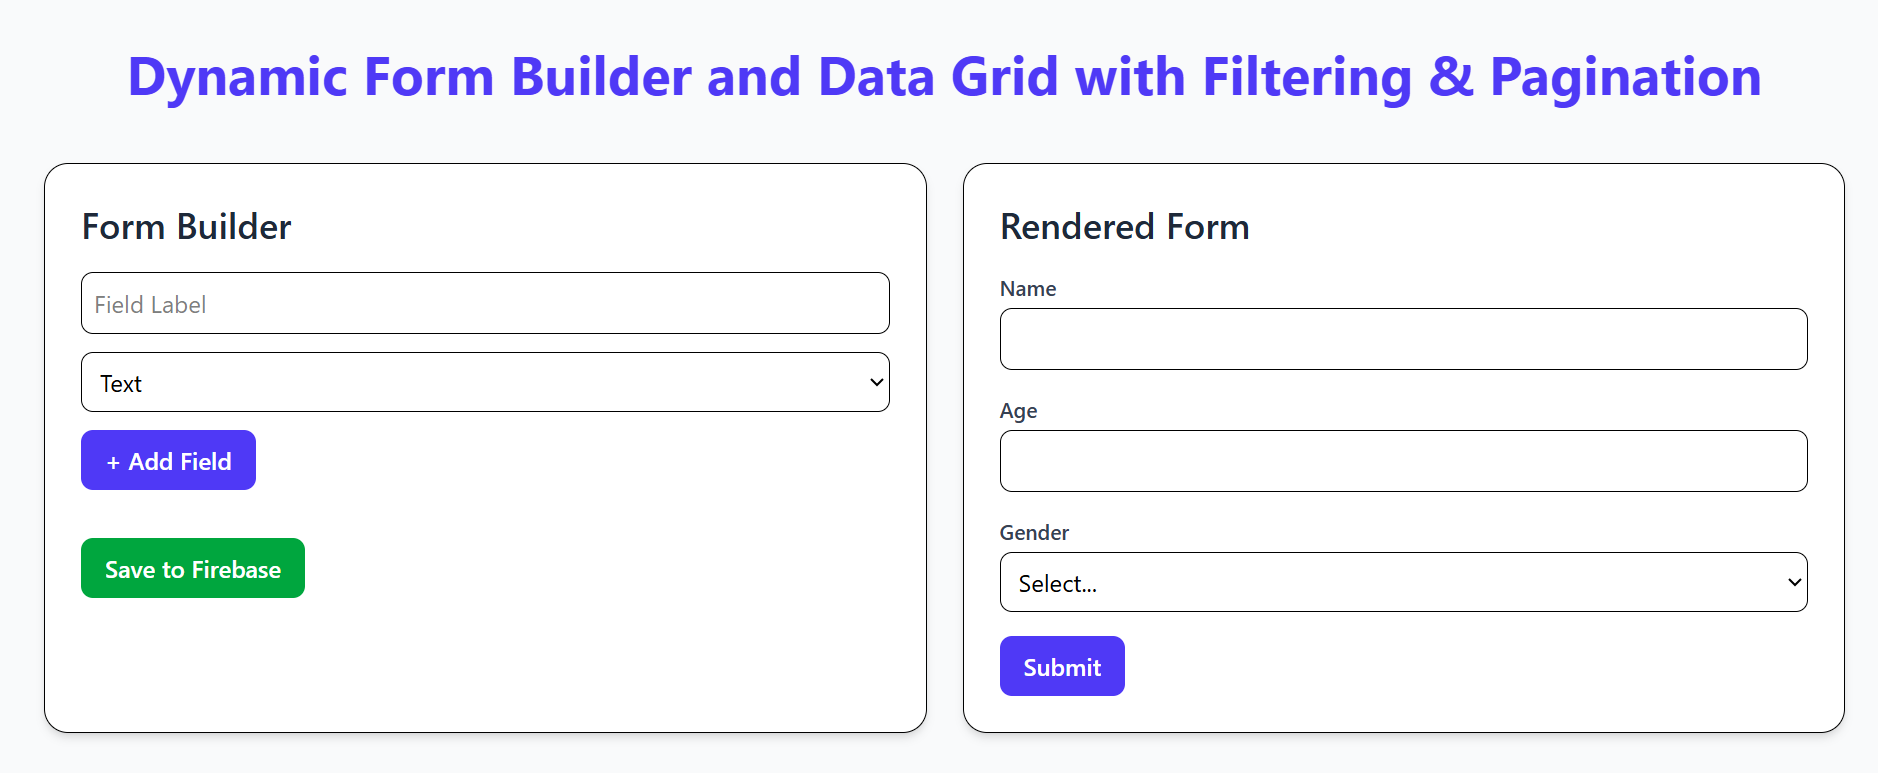 Dynamic Form Builder and Data Grid with Filtering & Pagination
Form Builder
Field Label
Text
+ Add Field
Save to Firebase
Rendered Form
Name
Age
Gender
Select...
Submit